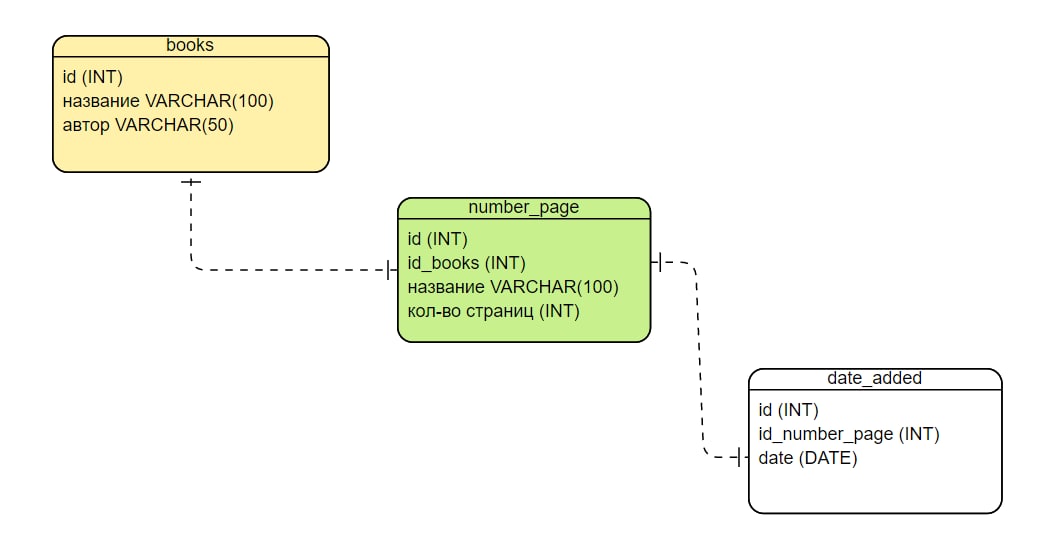 books
id (INT)
название VARCHAR(100)
автор VARCHAR(50)
number_page
id (INT)
id_books (INT)
название VARCHAR(100)
кол-во страниц (INT)
date_added
id (INT)
id_number_page (INT)
date (DATE)